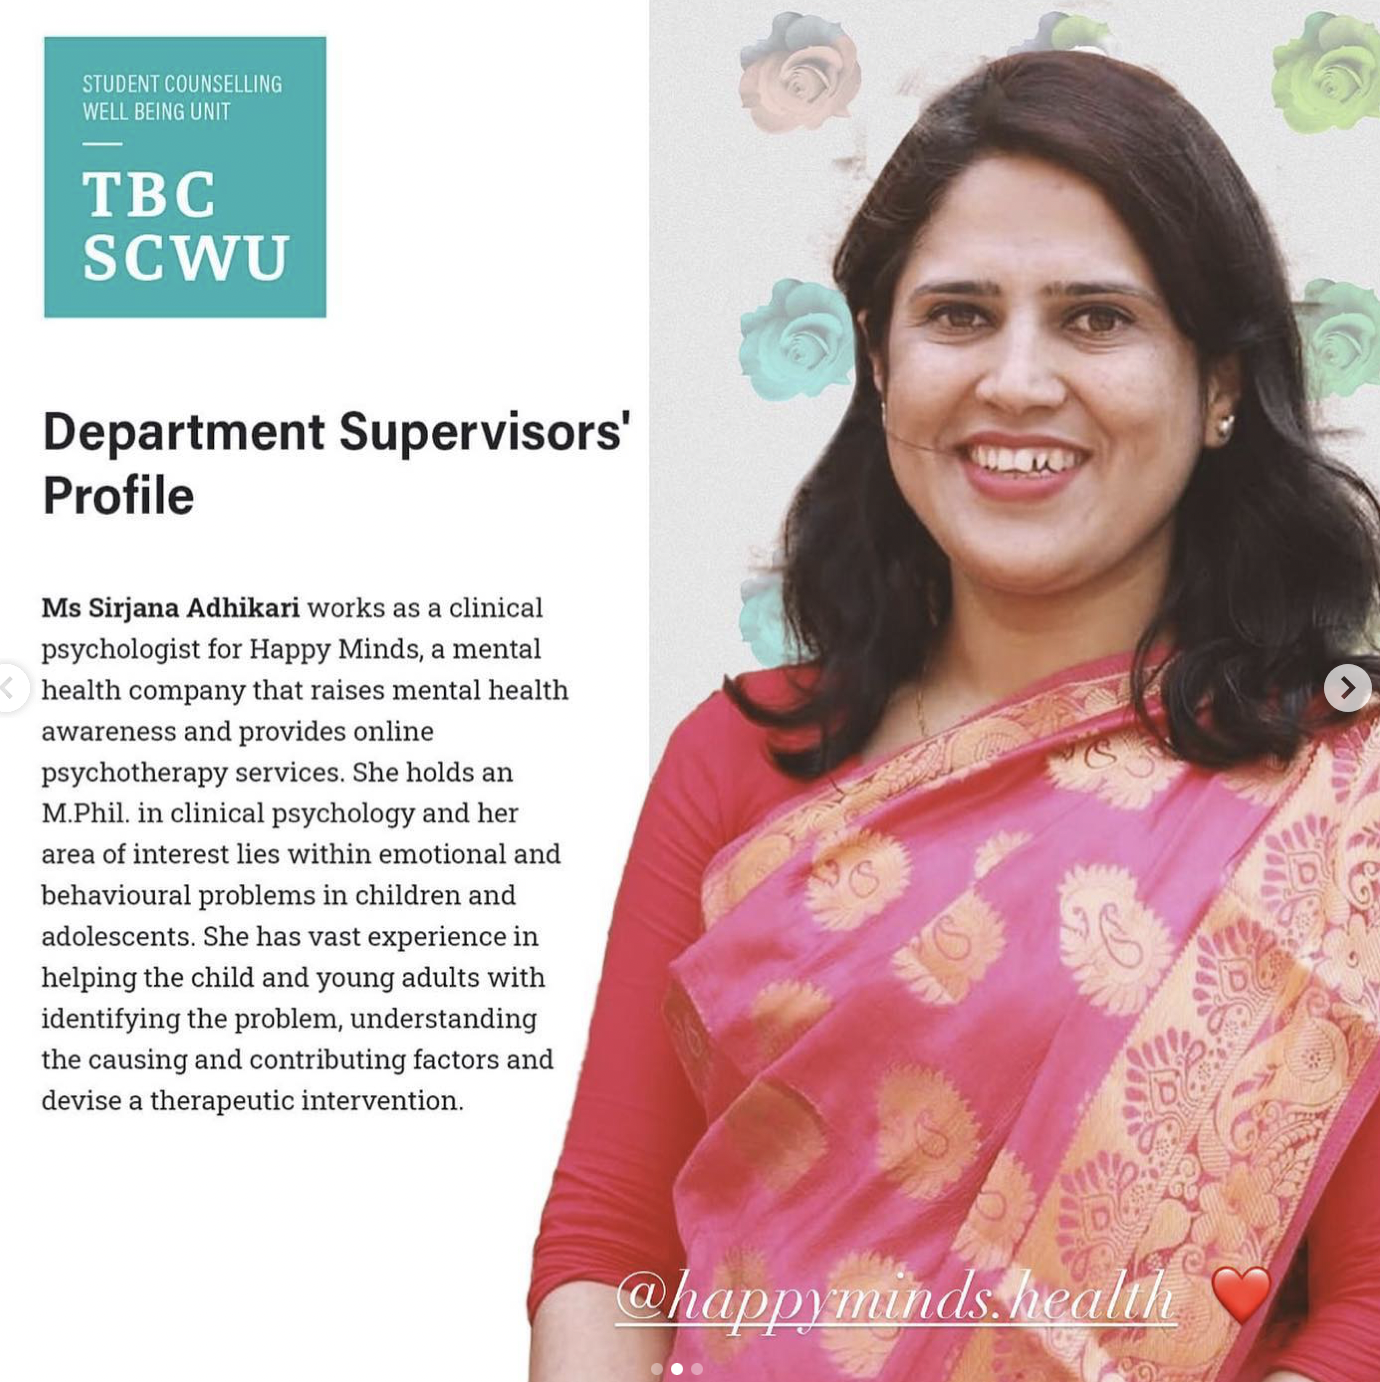 STUDENT COUNSELLING
WELL BEING UNIT
TBC
SCWU
Department Supervisors'
Profile
Ms Sirjana Adhikari works as a clinical
psychologist for Happy Minds, a mental
health company that raises mental health
awareness and provides online
psychotherapy services. She holds an
M.Phil. in clinical psychology and her
area of interest lies within emotional and
behavioural problems in children and
adolescents. She has vast experience in
helping the child and young adults with
identifying the problem, understanding
the causing and contributing factors and
devise a therapeutic intervention.
@happyminds.health ❤️